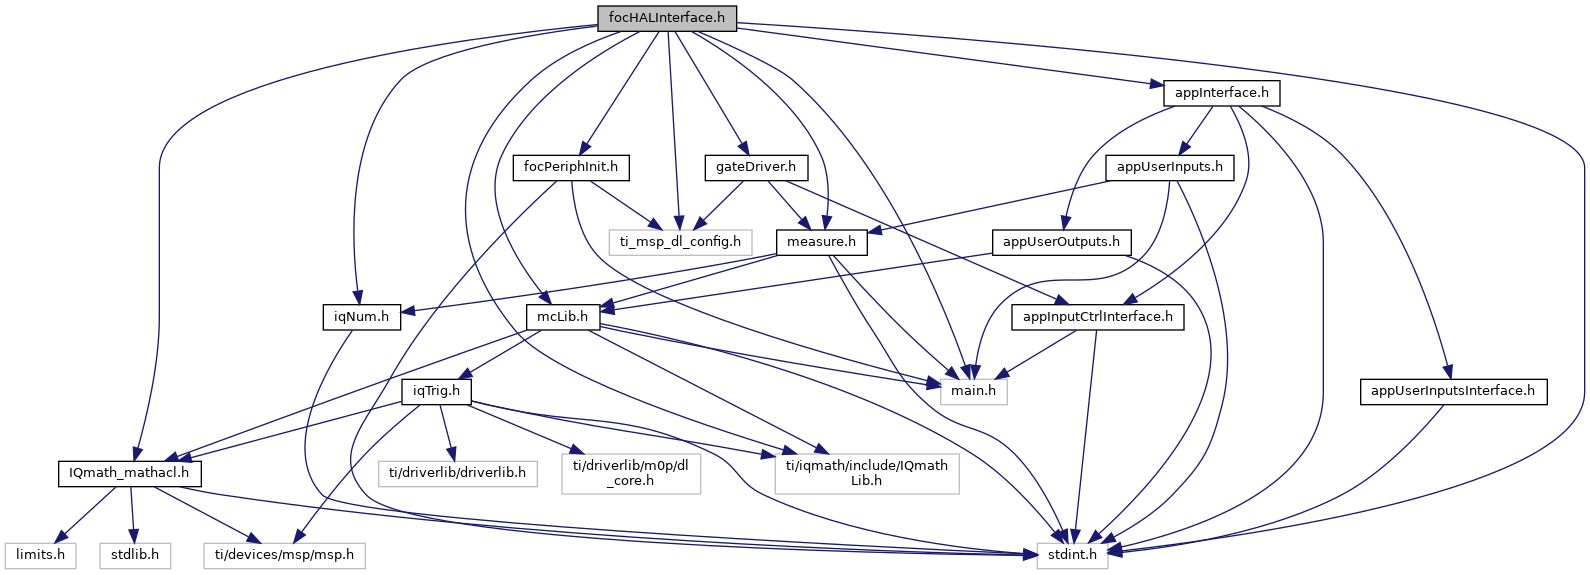 focHALInterface.h
appInterface.h
focPeriphInit.h
gateDriver.h
appUserInputs.h
ti_msp_dl_config.h
measure.h
appUserOutputs.h
iqNum.h
mcLib.h
appInputCtrlInterface.h
iqTrig.h
main.h
appUserInputsInterface.h
IQmath_mathacl.h
ti/driverlib/driverlib.h
ti/driverlib/m0p/dl
_core.h
ti/iqmath/include/IQmath
Lib.h
limits.h
stdlib.h
ti/devices/msp/msp.h
stdint.h